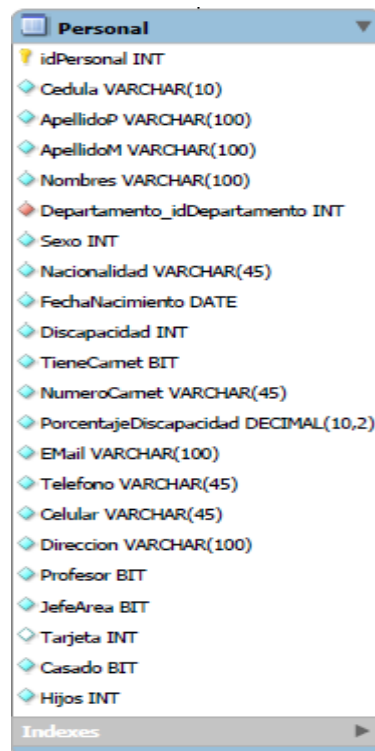 Personal
idPersonal INT
Cedula VARCHAR(10)
ApellidoP VARCHAR(100)
ApellidoM VARCHAR(100)
Nombres VARCHAR(100)
Departamento_idDepartamento INT
Sexo INT
Nacionalidad VARCHAR(45)
FechaNacimiento DATE
Discapacidad INT
TieneCarnet BIT
NumeroCarnet VARCHAR(45)
PorcentajeDiscapacidad DECIMAL(10,2)
EMail VARCHAR(100)
Telefono VARCHAR(45)
Celular VARCHAR(45)
Direccion VARCHAR(100)
Profesor BIT
JefeArea BIT
Tarjeta INT
Casado BIT
Hijos INT
Indexes